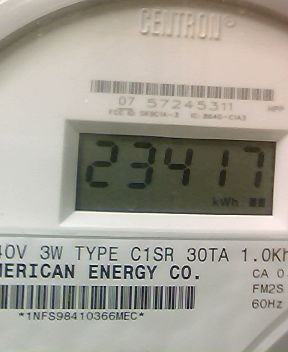 CENTRON
07 57245311
23417
kWh
40V 3W TYPE C1SR 30TA 1.0Kh
MERICAN ENERGY CO.
CA 0.
FM2S
60Hz
*1NFS98410366MEC*